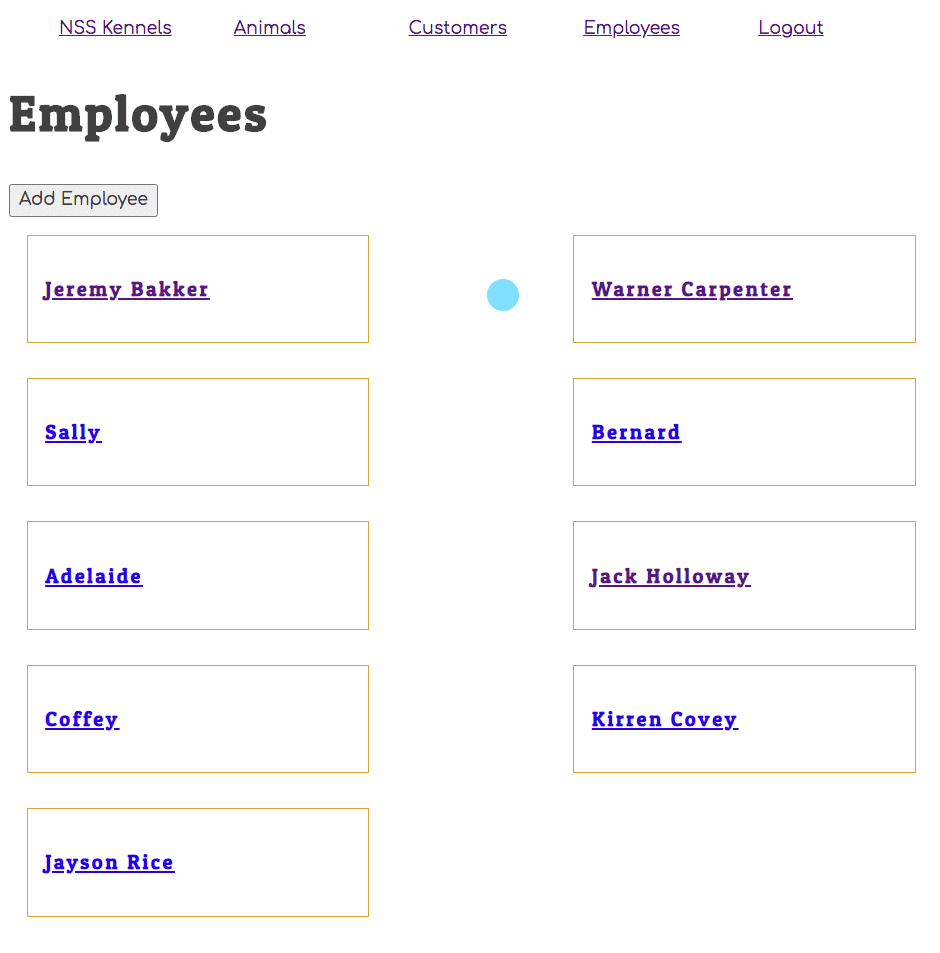 NSS Kennels Animals Customers Employees Logout
Employees
Add Employee
Jeremy Bakker Warner Carpenter
Sally Bernard
Adelaide Jack Holloway
Coffey Kirren Covey
Jayson Rice